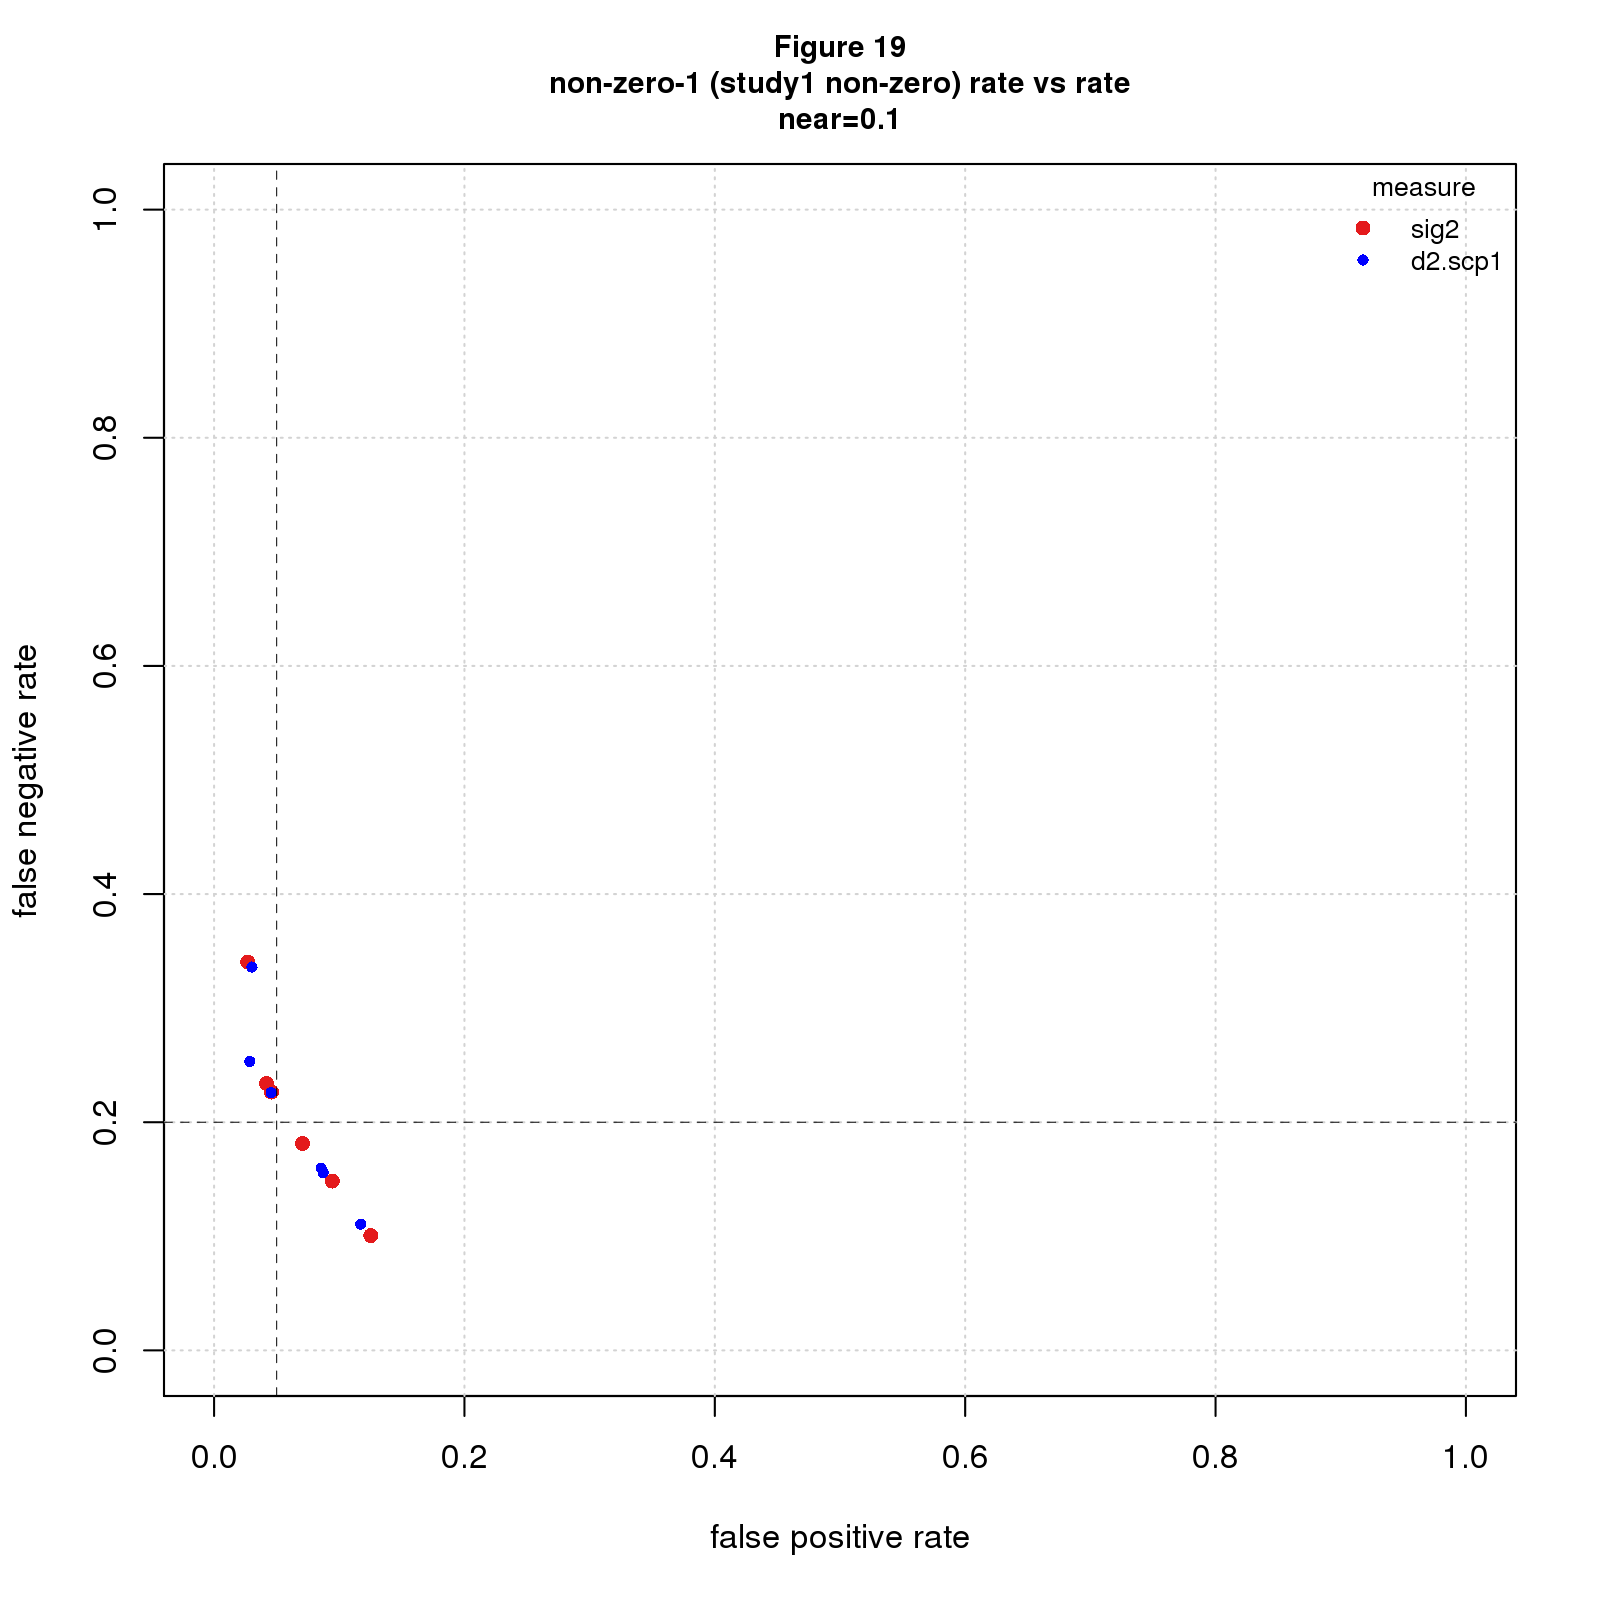 Figure 19
non-zero-1 (study1 non-zero) rate vs rate
near=0.1
measure
sig2
d2.scp1
1.0
0.8
0.6
0.4
0.2
0.0
false negative rate
0.0 0.2 0.4 0.6 0.8 1.0
false positive rate